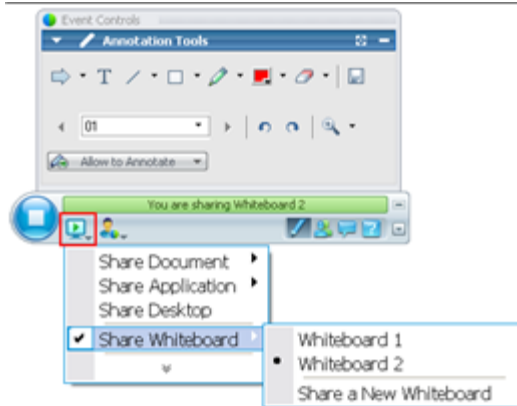 Event Controls
Annotation Tools
T
01
Allow to Annotate
You are sharing Whiteboard 2
?
Share Document
Share Application
Share Desktop
Share Whiteboard
Whiteboard 1
Whiteboard 2
Share a New Whiteboard